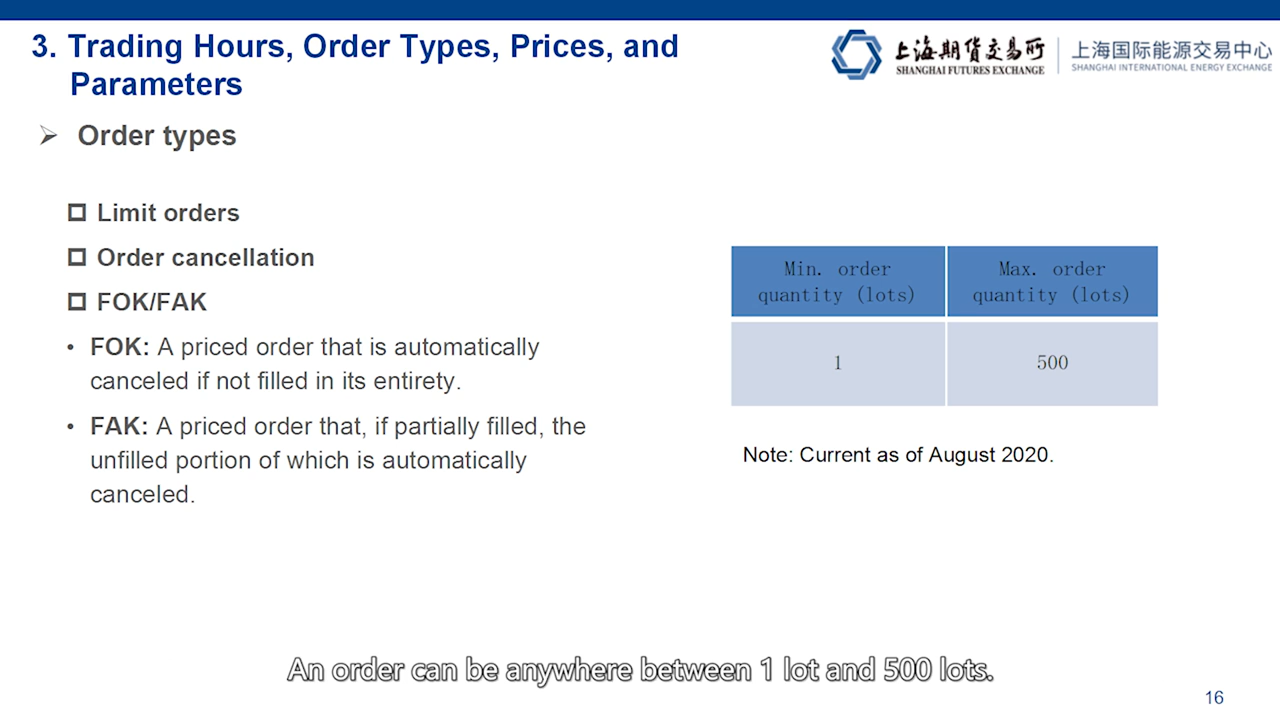 3. Trading Hours, Order Types, Prices, and
Parameters
上海期货交易所
SHANGHAI FUTURES EXCHANGE
上海国际能源交易中心
SHANGHAI INTERNATIONAL ENERGY EXCHANGE
Order types
Limit orders
Order cancellation
FOK/FAK
• FOK: A priced order that is automatically
canceled if not filled in its entirety.
• FAK: A priced order that, if partially filled, the
unfilled portion of which is automatically
canceled.
Min. order
quantity (lots)
Max. order
quantity (lots)
1
500
Note: Current as of August 2020.
An order can be anywhere between 1 lot and 500 lots.
16